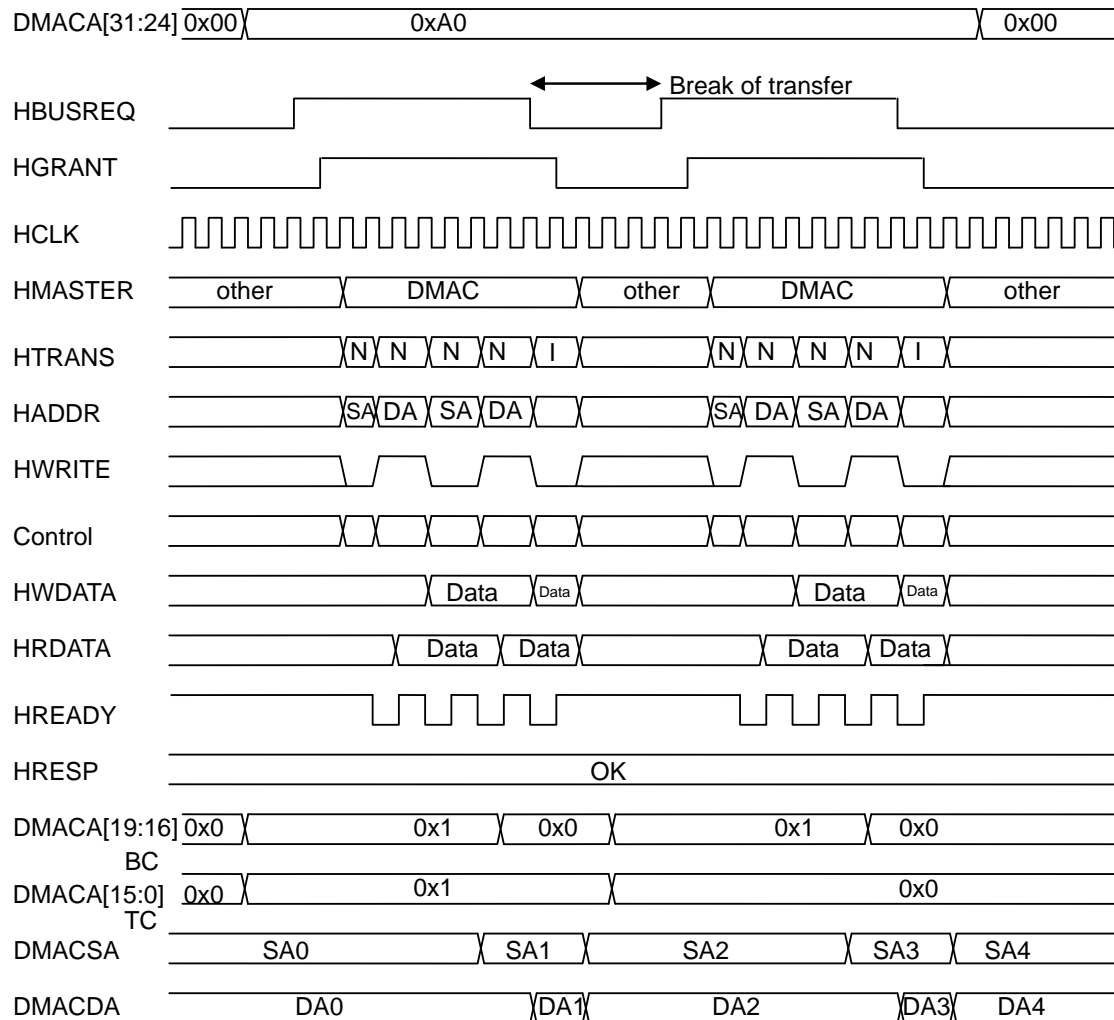 DMACA[31:24] 0x00 0xA0 0x00
Break of transfer
HBUSREQ
HGRANT
HCLK
HMASTER other DMAC other DMAC other
HTRANS N N N N I N N N N I
HADDR SA DA SA DA SA DA SA DA
HWRITE
Control
HWDATA Data Data Data Data
HRDATA Data Data Data Data
HREADY
HRESP OK
DMACA[19:16] 0x0 0x1 0x0 0x1 0x0
BC
DMACA[15:0] 0x0 0x1 0x0
TC
DMACSA SA0 SA1 SA2 SA3 SA4
DMACDA DA0 DA1 DA2 DA3 DA4